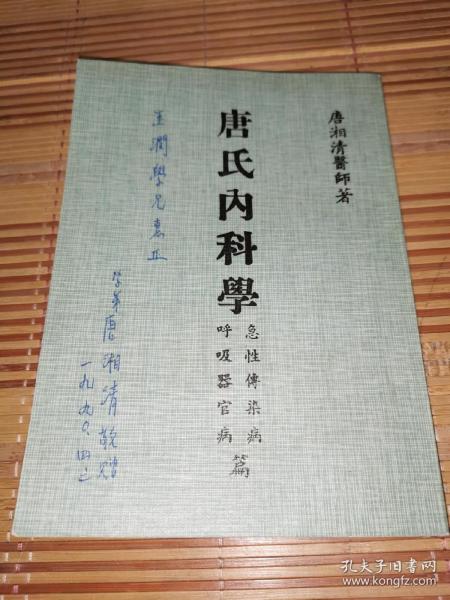 唐湘清醫師著
唐氏內科學
急性傳染病
呼吸器官病
篇
玉潤學兄惠正
學弟唐湘清敬贈
一九九〇.四.二
孔夫子旧书网
www.kongfz.com